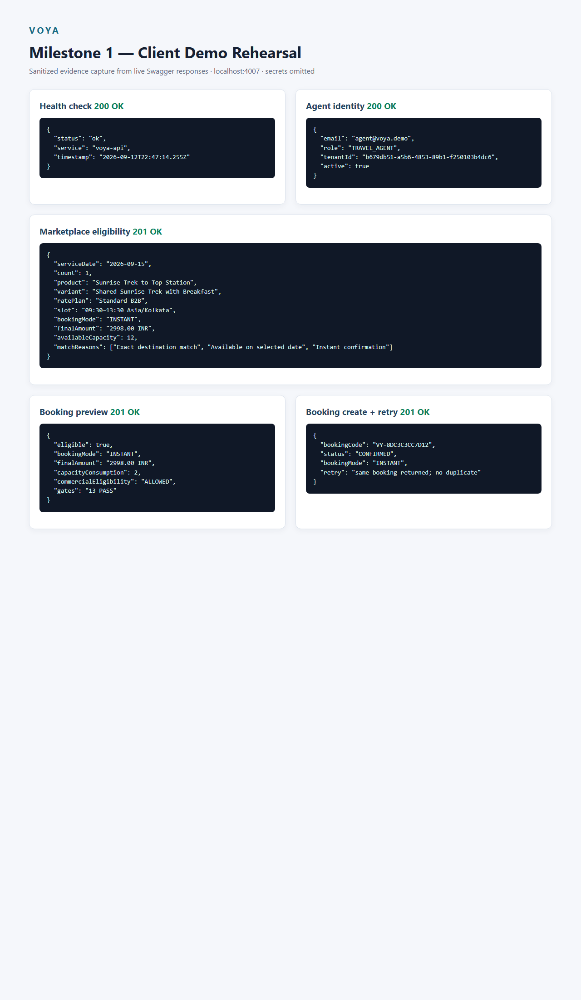 VOYA
Milestone 1 — Client Demo Rehearsal
Sanitized evidence capture from live Swagger responses · localhost:4007 · secrets omitted
Health check 200 OK
{
  "status": "ok",
  "service": "voya-api",
  "timestamp": "2026-09-12T22:47:14.255Z"
}
Agent identity 200 OK
{
  "email": "agent@voya.demo",
  "role": "TRAVEL_AGENT",
  "tenantId": "b679db51-a5b6-4853-89b1-f250103b4dc6",
  "active": true
}
Marketplace eligibility 201 OK
{
  "serviceDate": "2026-09-15",
  "count": 1,
  "product": "Sunrise Trek to Top Station",
  "variant": "Shared Sunrise Trek with Breakfast",
  "ratePlan": "Standard B2B",
  "slot": "09:30–13:30 Asia/Kolkata",
  "bookingMode": "INSTANT",
  "finalAmount": "2998.00 INR",
  "availableCapacity": 12,
  "matchReasons": ["Exact destination match", "Available on selected date", "Instant confirmation"]
}
Booking preview 201 OK
{
  "eligible": true,
  "bookingMode": "INSTANT",
  "finalAmount": "2998.00 INR",
  "capacityConsumption": 2,
  "commercialEligibility": "ALLOWED",
  "gates": "13 PASS"
}
Booking create + retry 201 OK
{
  "bookingCode": "VY-8DC3C3CC7D12",
  "status": "CONFIRMED",
  "bookingMode": "INSTANT",
  "retry": "same booking returned; no duplicate"
}